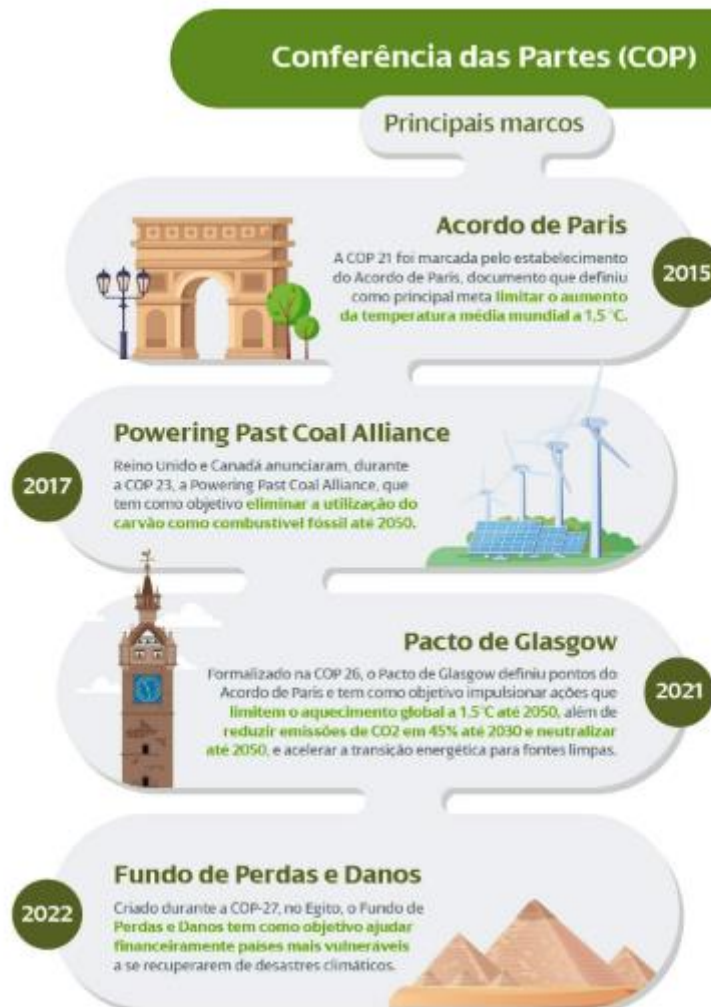 Conferência das Partes (COP)
Principais marcos
Acordo de Paris
A COP 21 foi marcada pelo estabelecimento
do Acordo de Paris, documento que definiu
como principal meta limitar o aumento
da temperatura média mundial a 1,5 °C.
2015
Powering Past Coal Alliance
Reino Unido e Canadá anunciaram, durante
a COP 23, a Powering Past Coal Alliance, que
tem como objetivo eliminar a utilização do
carvão como combustível fóssil até 2050.
2017
Pacto de Glasgow
Formalizado na COP 26, o Pacto de Glasgow definiu pontos do
Acordo de Paris e tem como objetivo impulsionar ações que
limitem o aquecimento global a 1,5°C até 2050, além de
reduzir emissões de CO2 em 45% até 2030 e neutralizar
até 2050, e acelerar a transição energética para fontes limpas.
2021
Fundo de Perdas e Danos
Criado durante a COP-27, no Egito, o Fundo de
Perdas e Danos tem como objetivo ajudar
financeiramente países mais vulneráveis
a se recuperarem de desastres climáticos.
2022